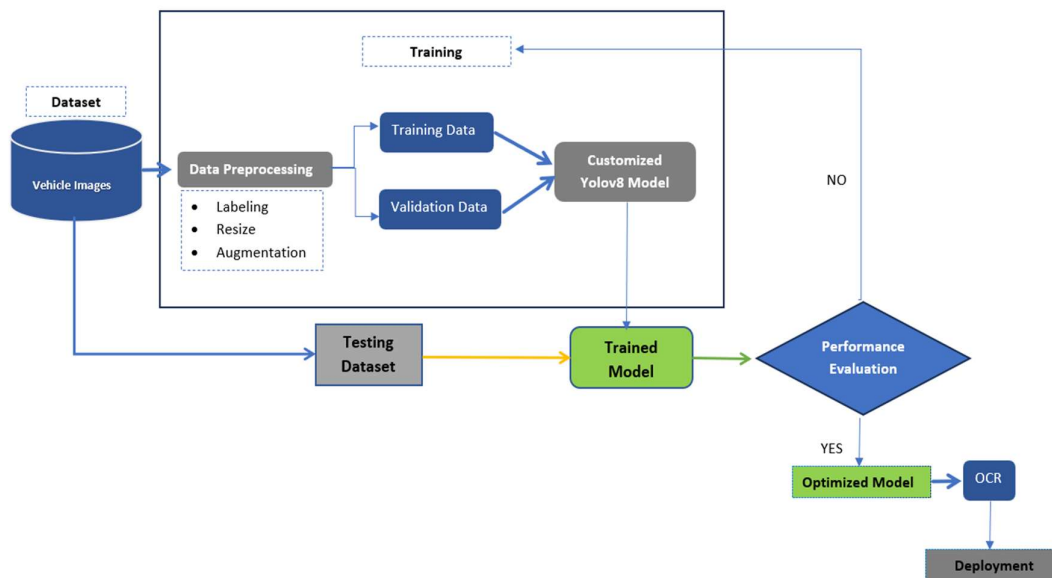 Training
Dataset
Vehicle Images
Data Preprocessing
• Labeling
• Resize
• Augmentation
Training Data
Validation Data
Customized
Yolov8 Model
NO
Testing
Dataset
Trained
Model
Performance
Evaluation
YES
Optimized Model
OCR
Deployment